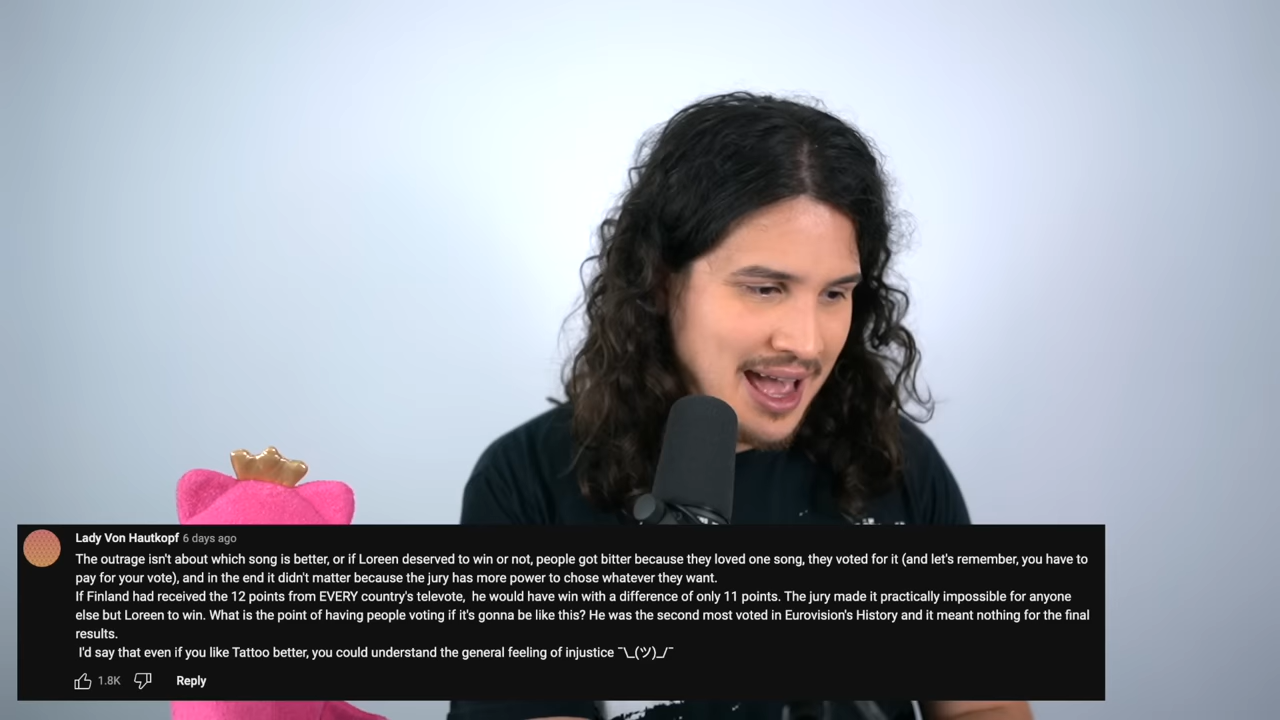 Lady Von Hautkopf 6 days ago
The outrage isn't about which song is better, or if Loreen deserved to win or not, people got bitter because they loved one song, they voted for it (and let's remember, you have to
pay for your vote), and in the end it didn't matter because the jury has more power to chose whatever they want.
If Finland had received the 12 points from EVERY country's televote, he would have win with a difference of only 11 points. The jury made it practically impossible for anyone
else but Loreen to win. What is the point of having people voting if it's gonna be like this? He was the second most voted in Eurovision's History and it meant nothing for the final
results.
I'd say that even if you like Tattoo better, you could understand the general feeling of injustice ¯\_(ツ)_/¯
1.8K Reply